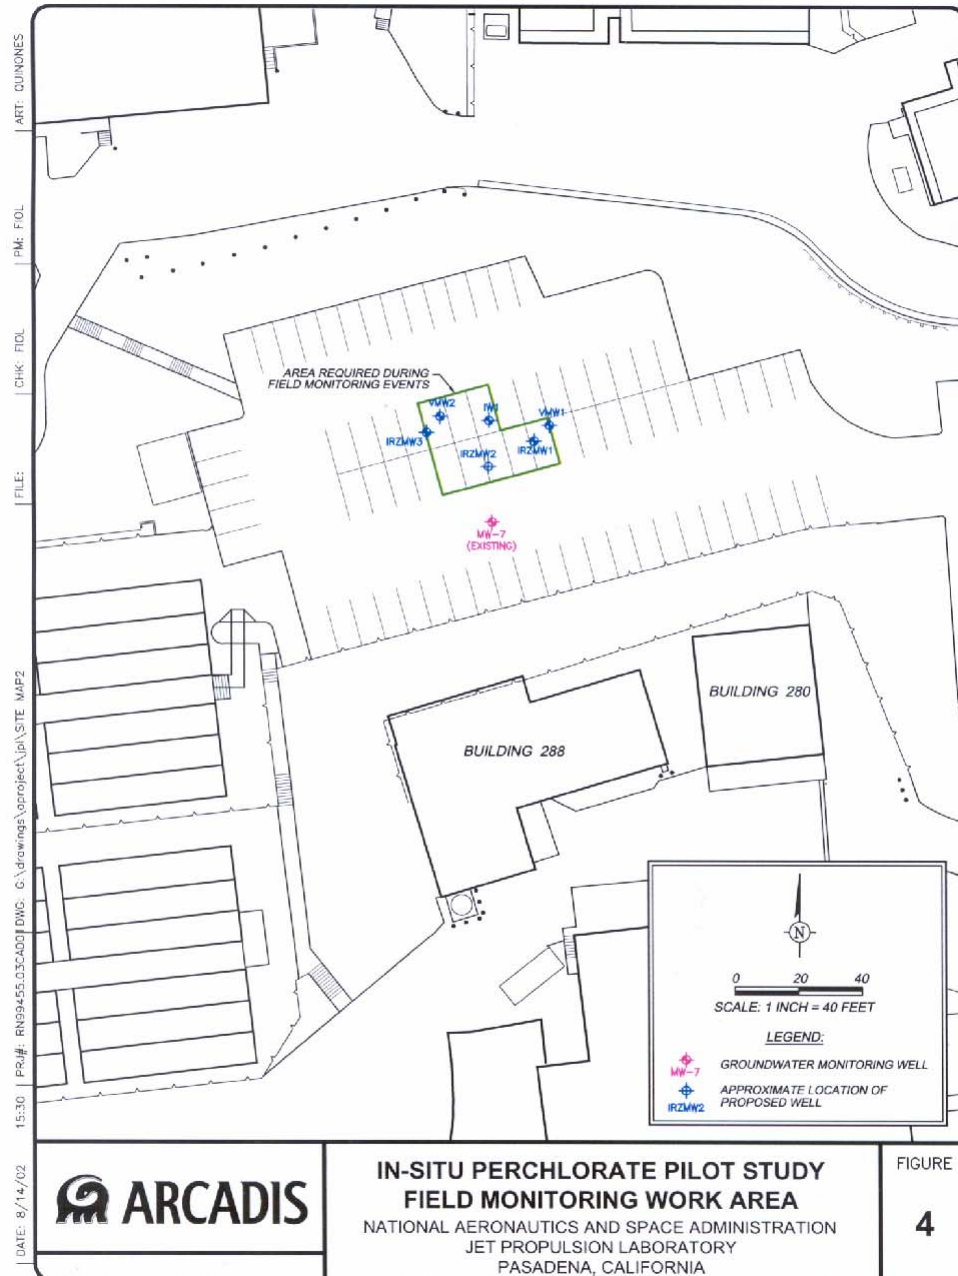 DATE: 8/14/02 15:30 PRJ#: RN99455.03CAD01 DWG: G:\drawings\aproject\jpl\SITE MAP2 FILE: CHK: FIOL PM: FIOL ART: QUINONES
AREA REQUIRED DURING
FIELD MONITORING EVENTS
VMW2
IW1
VMW1
IRZMW3
IRZMW1
IRZMW2
MW-7
(EXISTING)
BUILDING 280
BUILDING 288
N
0 20 40
SCALE: 1 INCH = 40 FEET
LEGEND:
MW-7
GROUNDWATER MONITORING WELL
IRZMW2
APPROXIMATE LOCATION OF
PROPOSED WELL
ARCADIS
IN-SITU PERCHLORATE PILOT STUDY
FIELD MONITORING WORK AREA
NATIONAL AERONAUTICS AND SPACE ADMINISTRATION
JET PROPULSION LABORATORY
PASADENA, CALIFORNIA
FIGURE
4